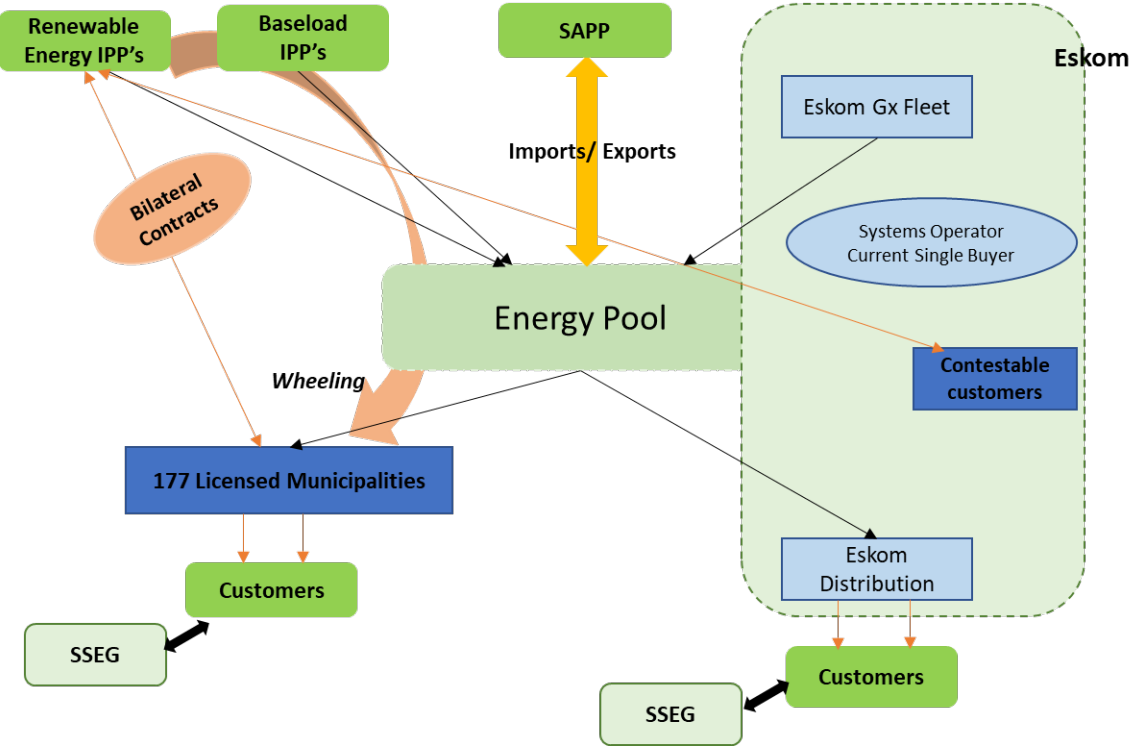 Renewable
Energy IPP's
Baseload
IPP's
SAPP
Eskom
Eskom Gx Fleet
Imports/ Exports
Bilateral
Contracts
Systems Operator
Current Single Buyer
Energy Pool
Wheeling
Contestable
customers
177 Licensed Municipalities
Eskom
Distribution
Customers
SSEG
Customers
SSEG